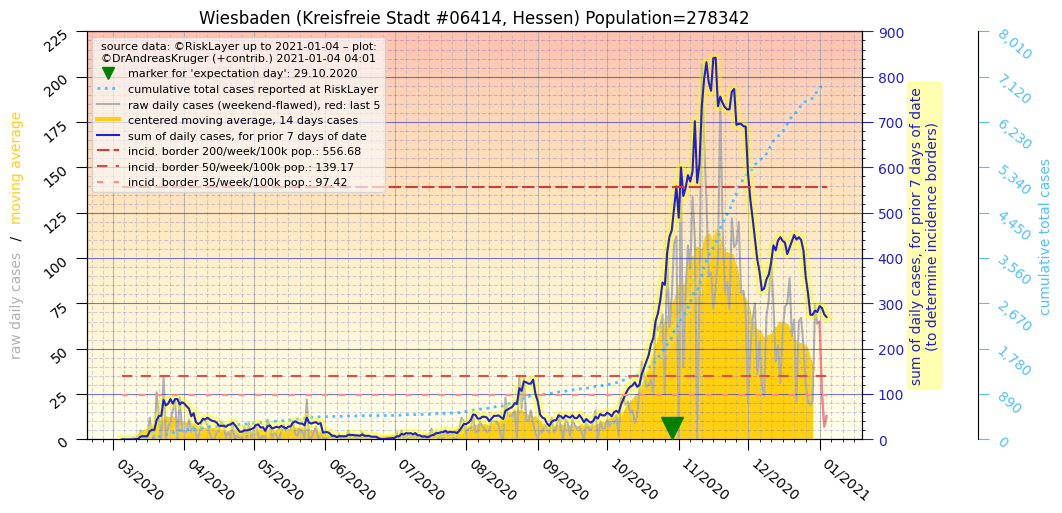 Wiesbaden (Kreisfreie Stadt #06414, Hessen) Population=278342
source data: ©RiskLayer up to 2021-01-04 – plot:
©DrAndreasKruger (+contrib.) 2021-01-04 04:01
marker for 'expectation day': 29.10.2020
cumulative total cases reported at RiskLayer
raw daily cases (weekend-flawed), red: last 5
centered moving average, 14 days cases
sum of daily cases, for prior 7 days of date
incid. border 200/week/100k pop.: 556.68
incid. border 50/week/100k pop.: 139.17
incid. border 35/week/100k pop.: 97.42
raw daily cases / moving average
225
200
175
150
125
100
75
50
25
0
03/2020
04/2020
05/2020
06/2020
07/2020
08/2020
09/2020
10/2020
11/2020
12/2020
01/2021
900
800
700
600
500
400
300
200
100
0
sum of daily cases, for prior 7 days of date
(to determine incidence borders)
8,010
7,120
6,230
5,340
4,450
3,560
2,670
1,780
890
0
cumulative total cases